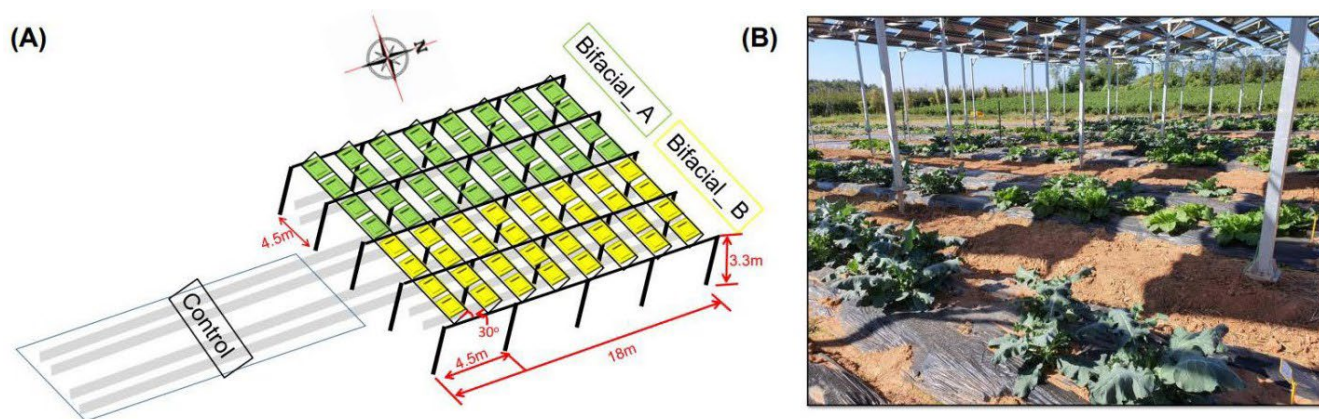 (A)
N
Bifacial_A
Bifacial_B
4.5m
3.3m
Control
30°
4.5m
18m
(B)